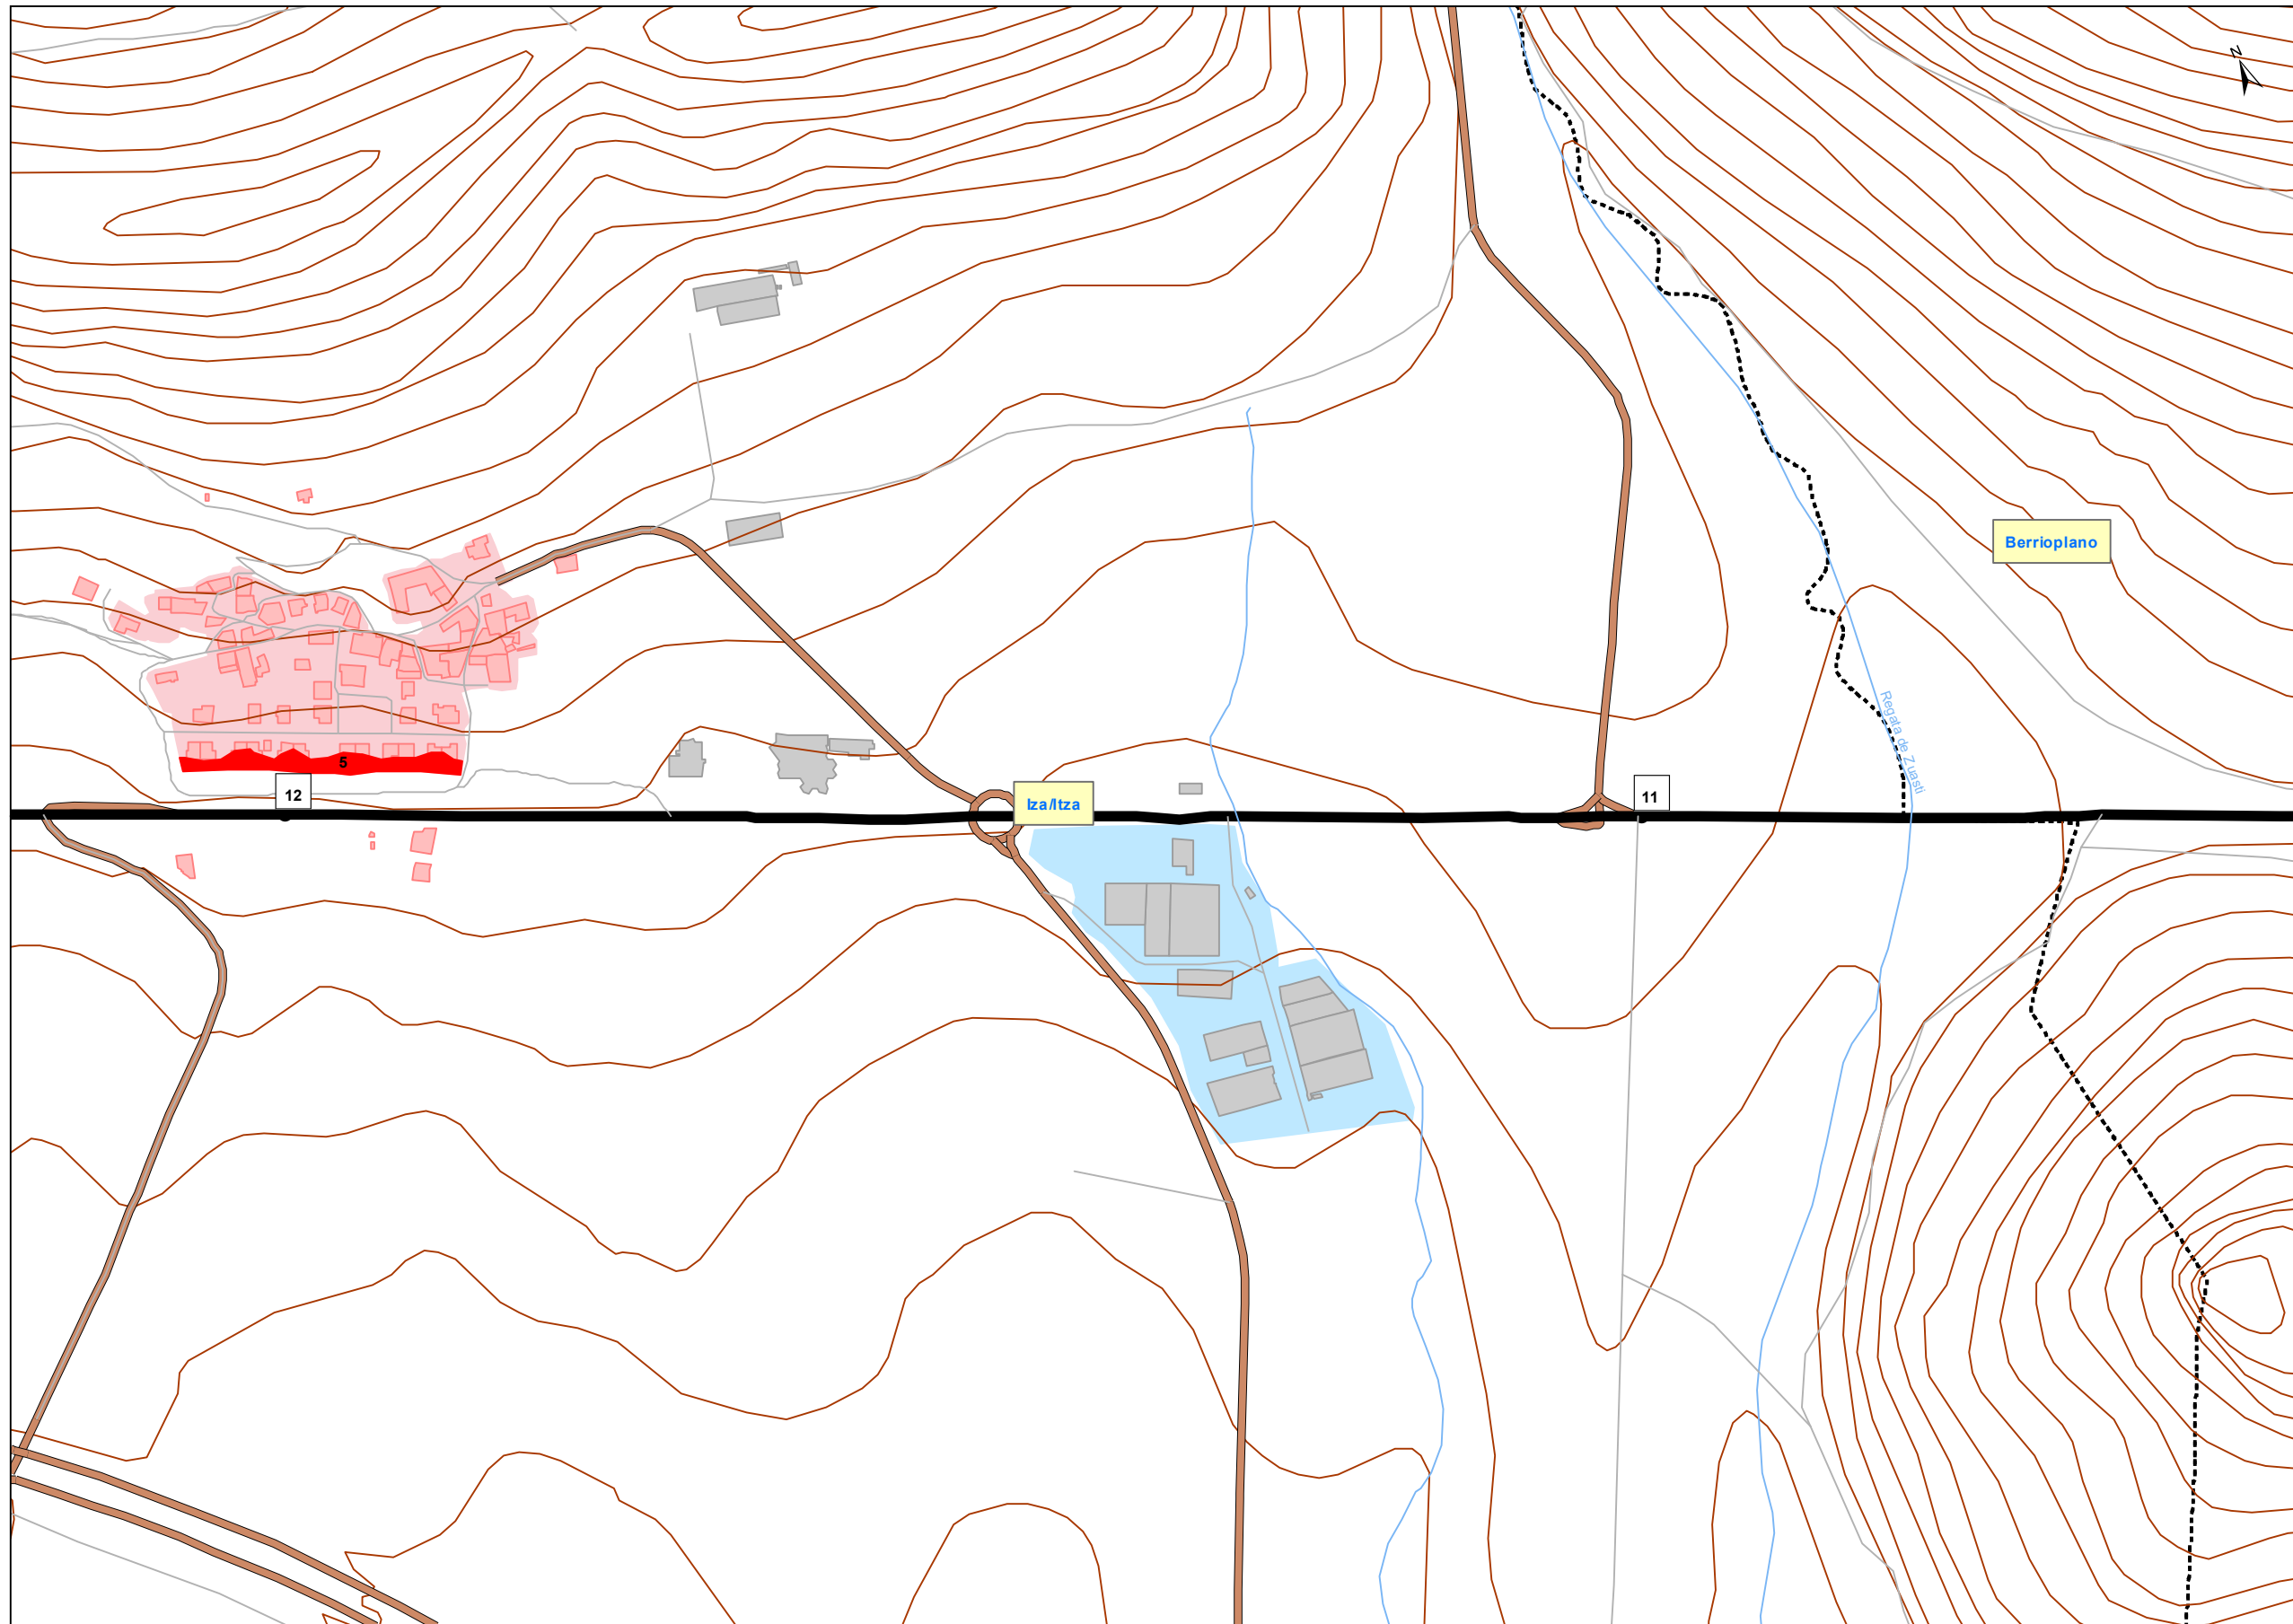 N
Berrioplano
Regata de Zuasti
5
12
Iza/Itza
11